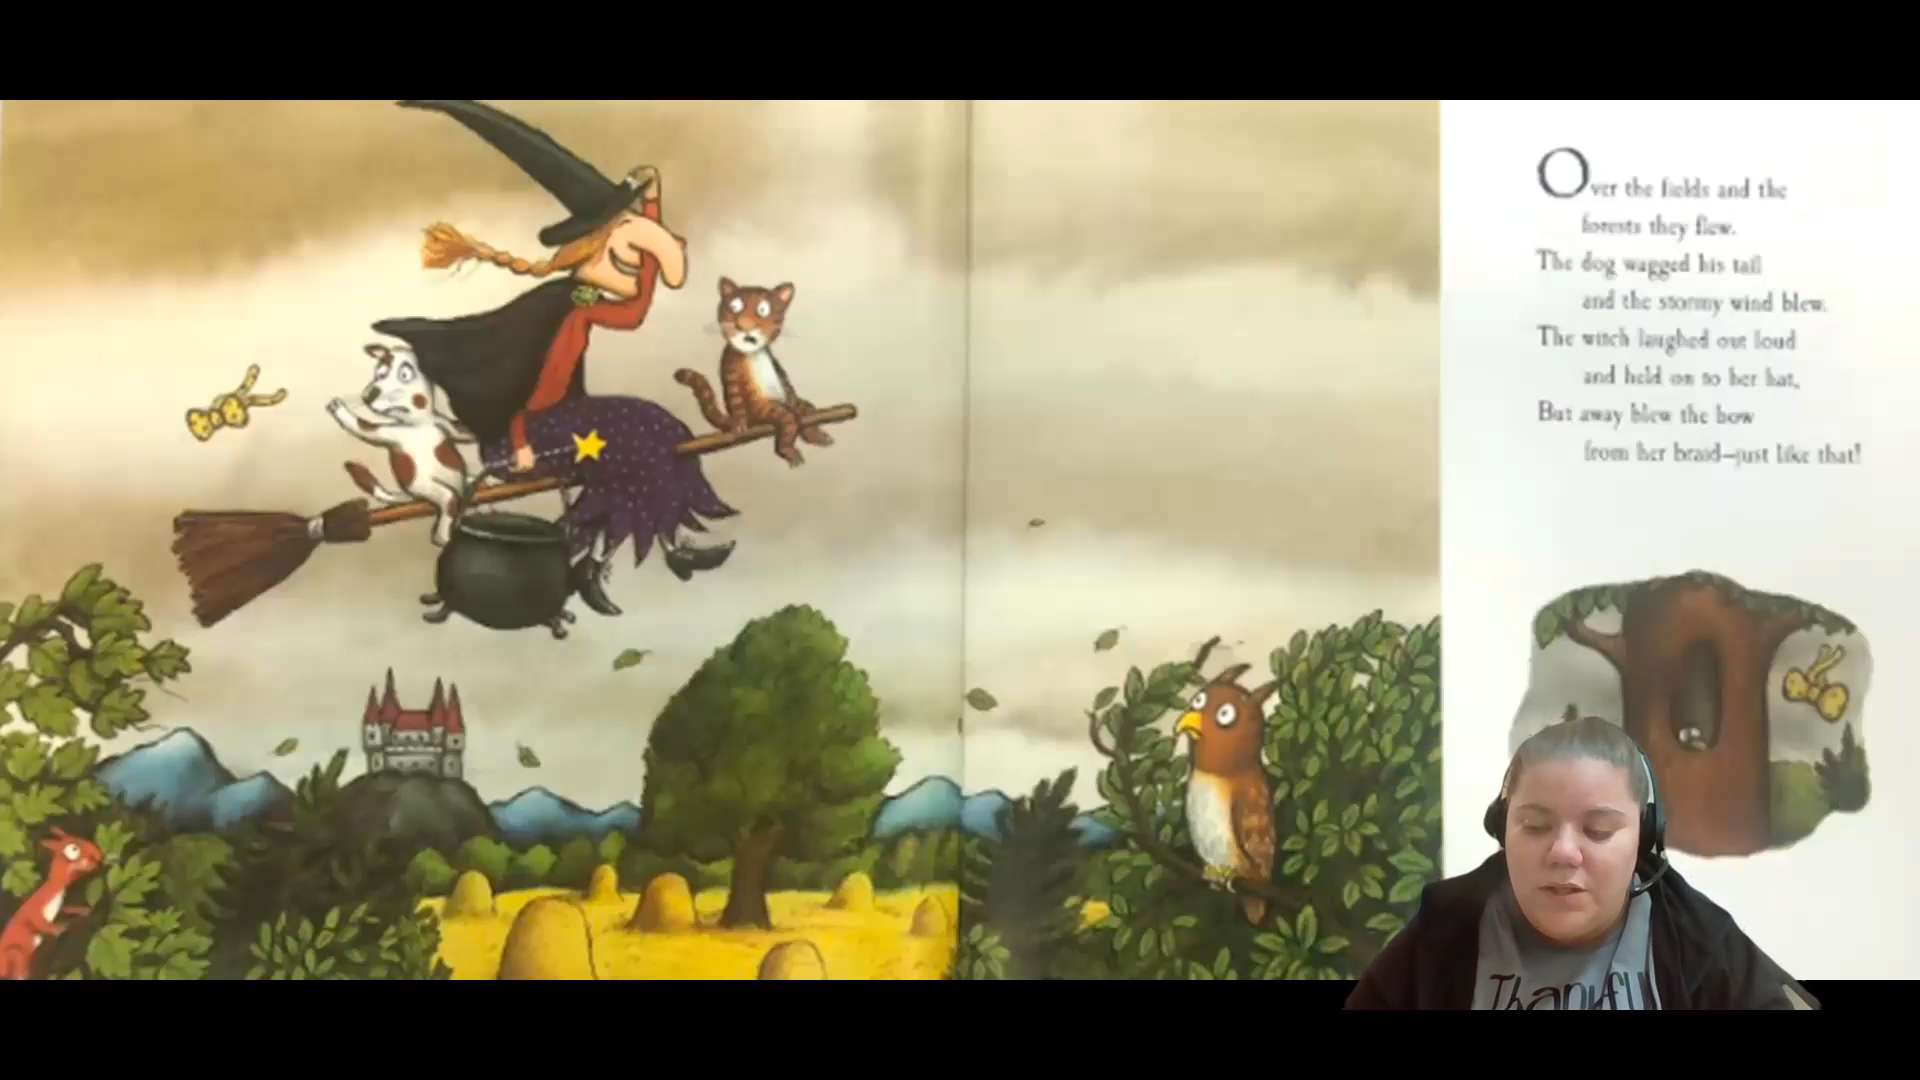 Over the fields and the
forests they flew.
The dog wagged his tail
and the stormy wind blew.
The witch laughed out loud
and held on to her hat,
But away blew the bow
from her braid—just like that!
Thankful